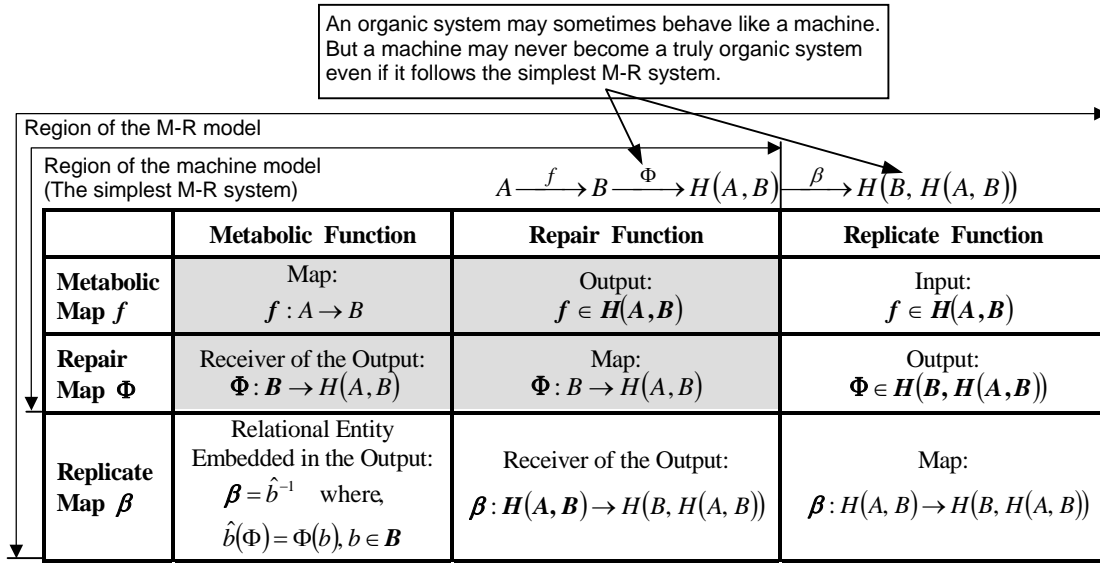 An organic system may sometimes behave like a machine.
But a machine may never become a truly organic system
even if it follows the simplest M-R system.
Region of the M-R model
Region of the machine model
(The simplest M-R system)
A —f→ B —Φ→ H(A, B) —β→ H(B, H(A, B))
Metabolic Function Repair Function Replicate Function
Metabolic
Map f
Map:
f : A → B
Output:
f ∈ H(A, B)
Input:
f ∈ H(A, B)
Repair
Map Φ
Receiver of the Output:
Φ : B → H(A, B)
Map:
Φ : B → H(A, B)
Output:
Φ ∈ H(B, H(A, B))
Replicate
Map β
Relational Entity
Embedded in the Output:
β = b̂⁻¹ where,
b̂(Φ) = Φ(b), b ∈ B
Receiver of the Output:
β : H(A, B) → H(B, H(A, B))
Map:
β : H(A, B) → H(B, H(A, B))